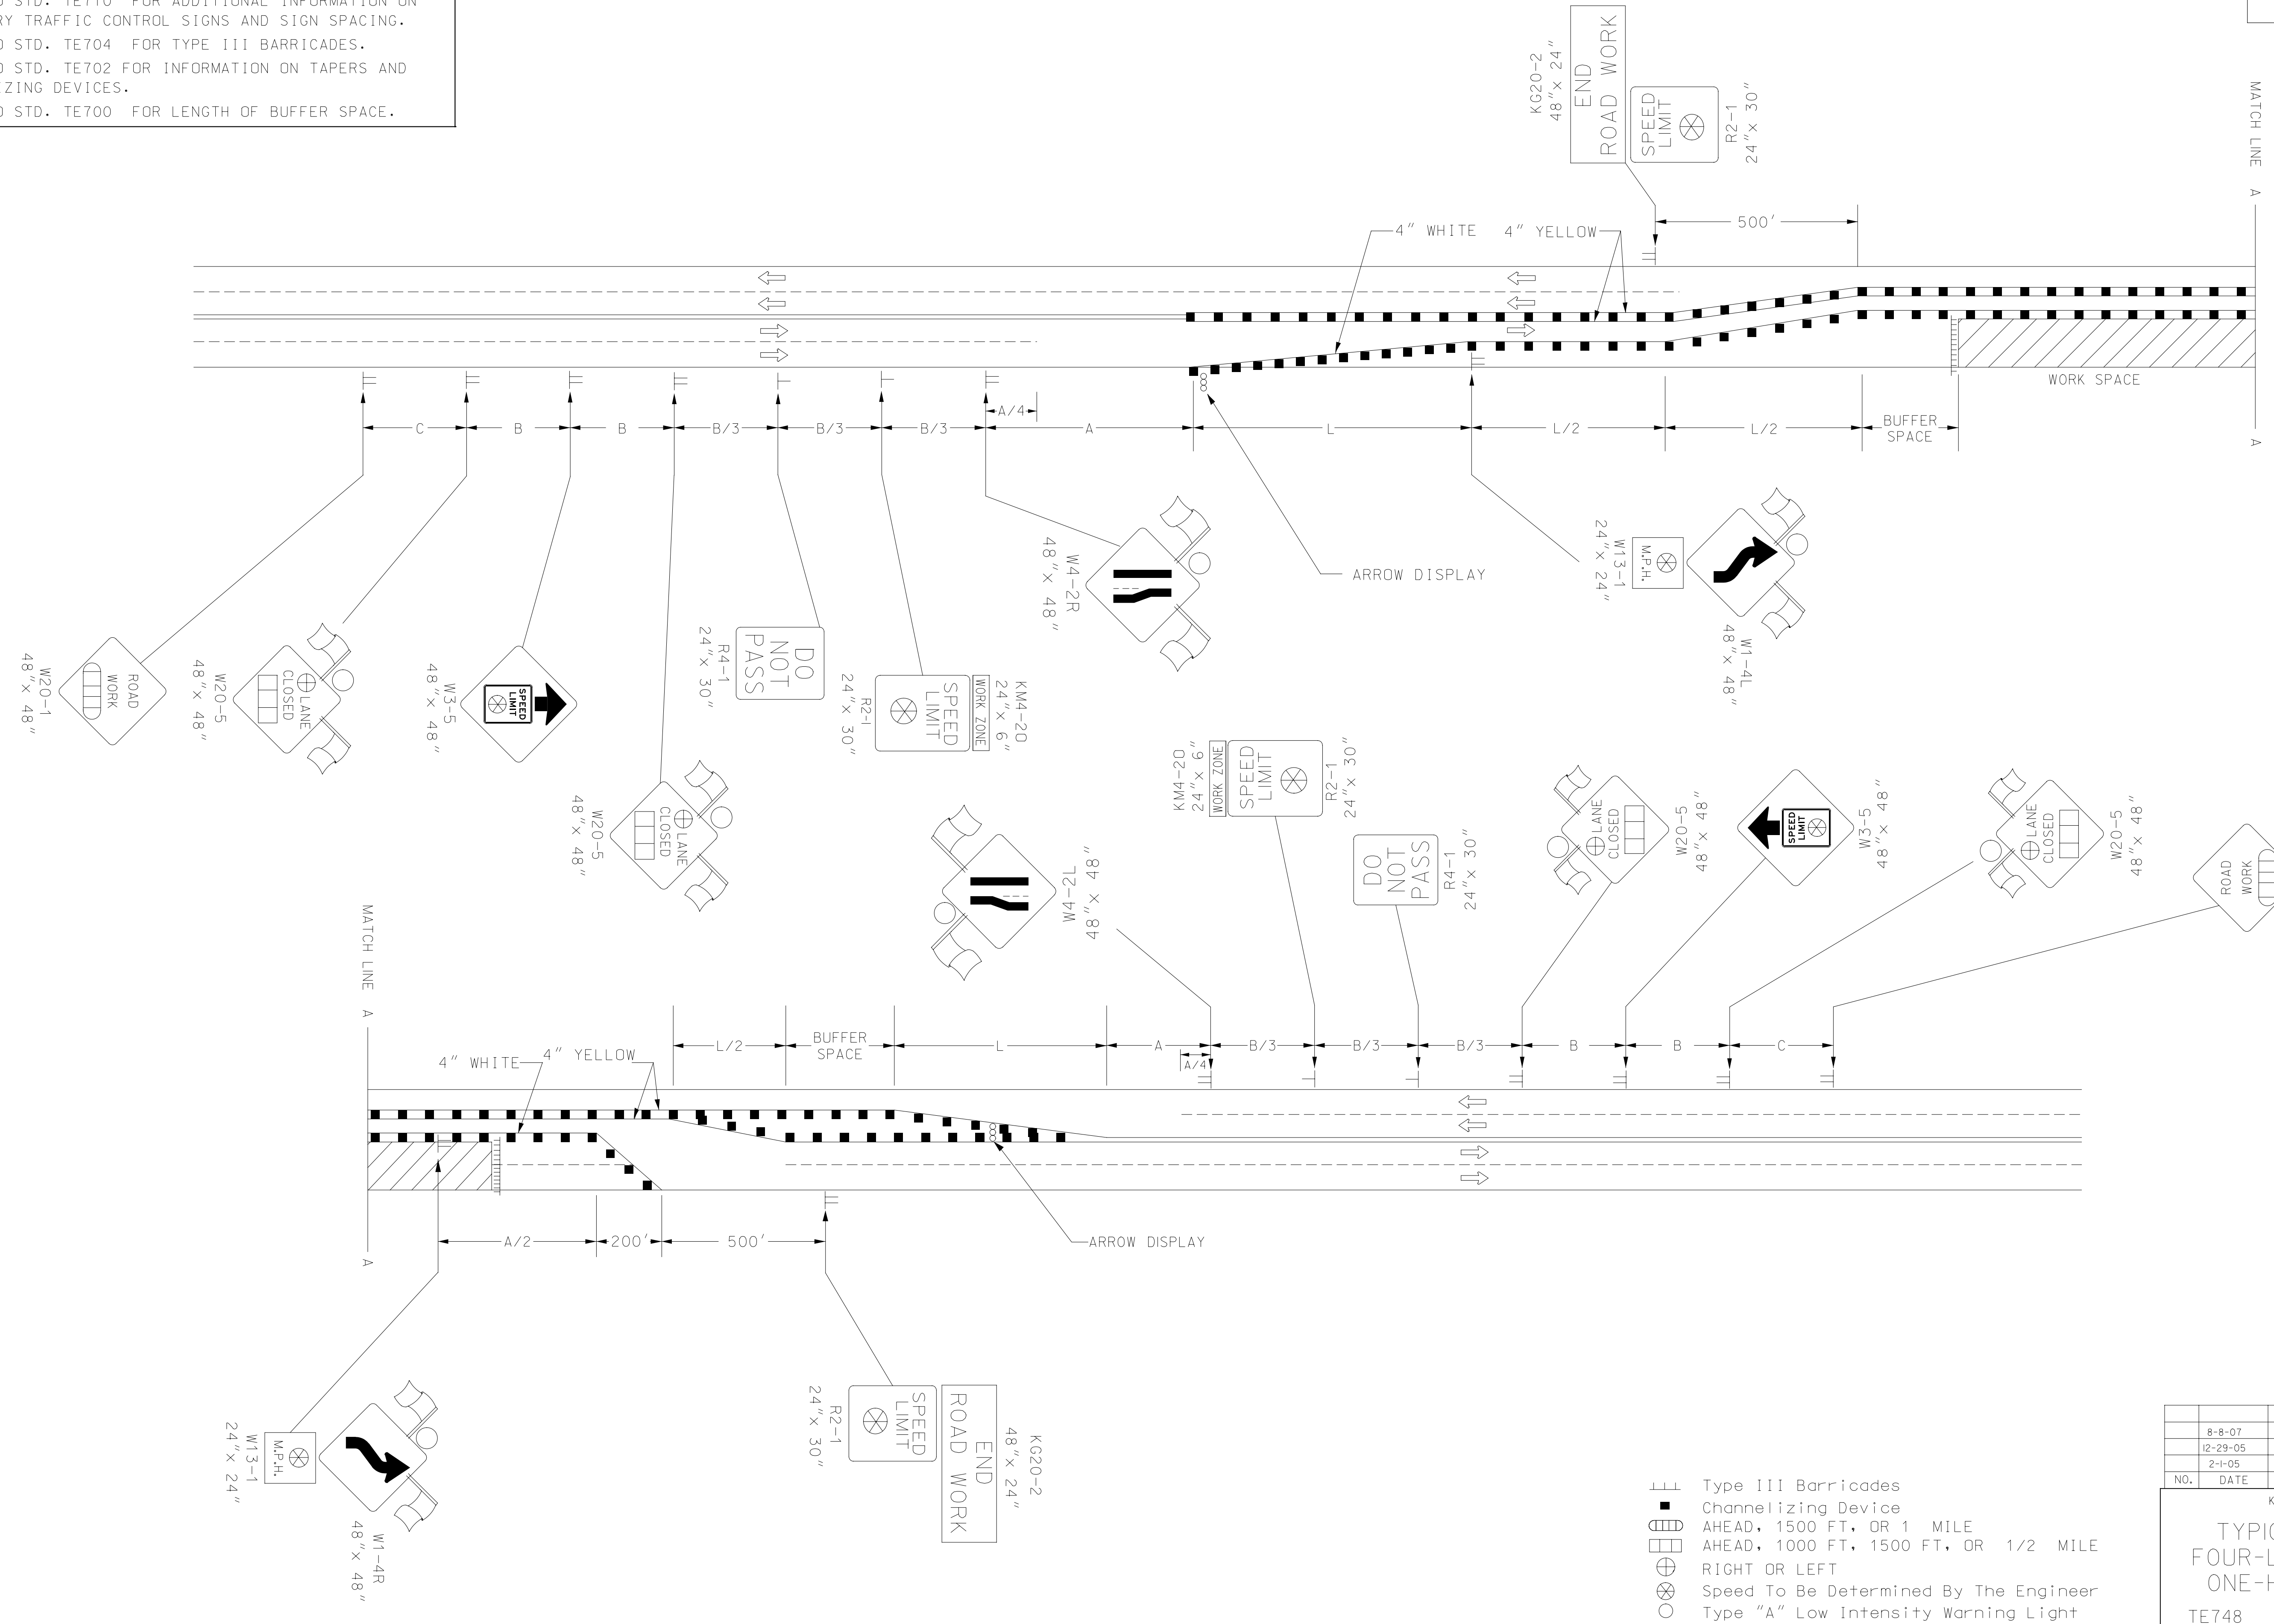 STD. TE710 FOR ADDITIONAL INFORMATION ON
TRAFFIC CONTROL SIGNS AND SIGN SPACING.
STD. TE704 FOR TYPE III BARRICADES.
STD. TE702 FOR INFORMATION ON TAPERS AND
DEVICES.
STD. TE700 FOR LENGTH OF BUFFER SPACE.
KG20-2
48"x 24"
END
ROAD WORK
SPEED
LIMIT
R2-1
24"x 30"
MATCH LINE A
500'
4" WHITE
4" YELLOW
WORK SPACE
A/4
C
B
B
B/3
B/3
B/3
A
L
L/2
L/2
BUFFER
SPACE
A
ROAD
WORK
W20-1
48"x 48"
LANE
CLOSED
W20-5
48"x 48"
SPEED
LIMIT
W3-5
48"x 48"
LANE
CLOSED
W20-5
48"x 48"
DO
NOT
PASS
R4-1
24"x 30"
KM4-20
24"x 6"
WORK ZONE
SPEED
LIMIT
R2-1
24"x 30"
W4-2R
48"x 48"
ARROW DISPLAY
W13-1
24"x 24"
M.P.H.
W1-4L
48"x 48"
W4-2L
48"x 48"
KM4-20
24"x 6"
WORK ZONE
SPEED
LIMIT
R2-1
24"x 30"
DO
NOT
PASS
R4-1
24"x 30"
LANE
CLOSED
W20-5
48"x 48"
SPEED
LIMIT
W3-5
48"x 48"
LANE
CLOSED
W20-5
48"x 48"
ROAD
WORK
MATCH LINE A
4" WHITE
4" YELLOW
L/2
BUFFER
SPACE
L
A
A/4
B/3
B/3
B/3
B
B
C
A
A/2
200'
500'
ARROW DISPLAY
W13-1
24"x 24"
M.P.H.
W1-4R
48"x 48"
SPEED
LIMIT
R2-1
24"x 30"
KG20-2
48"x 24"
END
ROAD WORK
Type III Barricades
Channelizing Device
AHEAD, 1500 FT, OR 1 MILE
AHEAD, 1000 FT, 1500 FT, OR 1/2 MILE
RIGHT OR LEFT
Speed To Be Determined By The Engineer
Type "A" Low Intensity Warning Light
8-8-07
12-29-05
2-1-05
NO. DATE
TE748